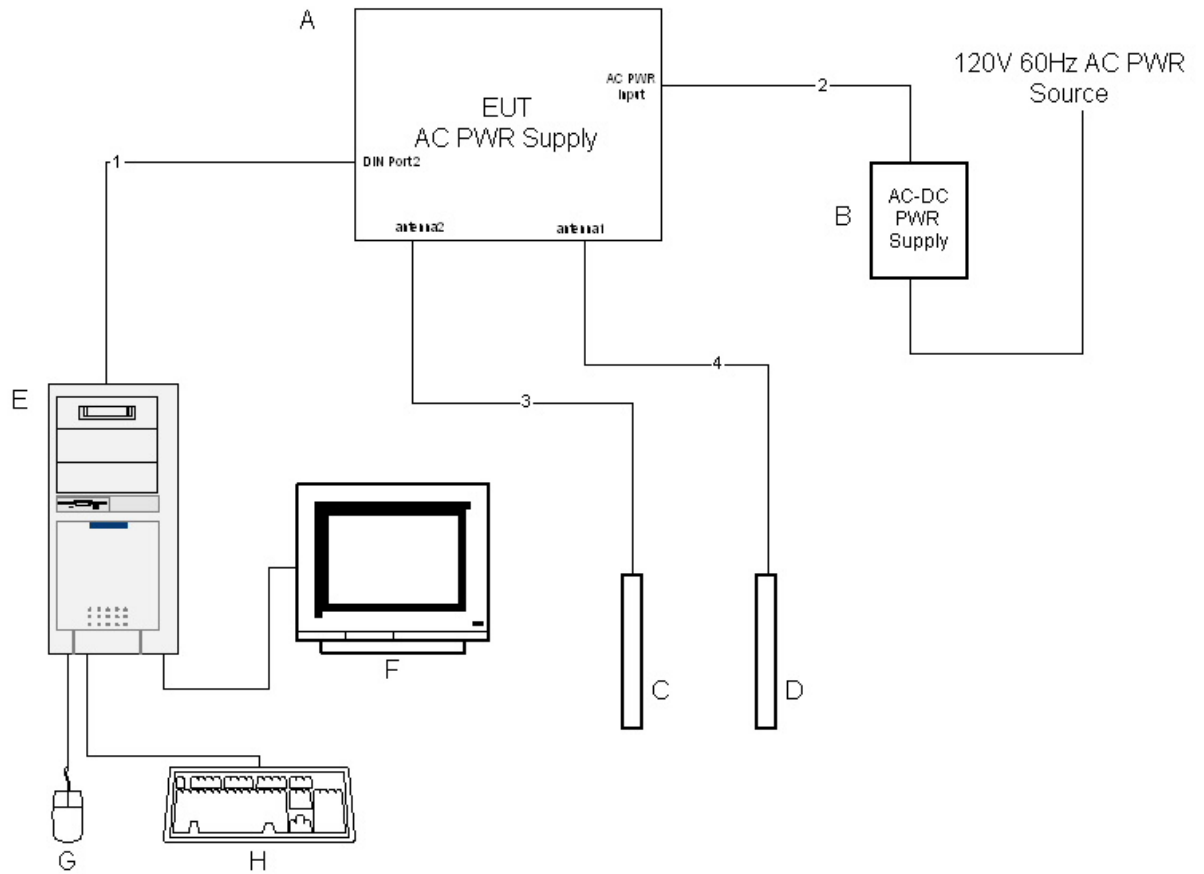 A
120V 60Hz AC PWR
Source
AC PWR
Input
2
EUT
AC PWR Supply
1
DIN Port2
AC-DC
PWR
Supply
B
antenna2
antenna1
4
E
3
F
C
D
G
H